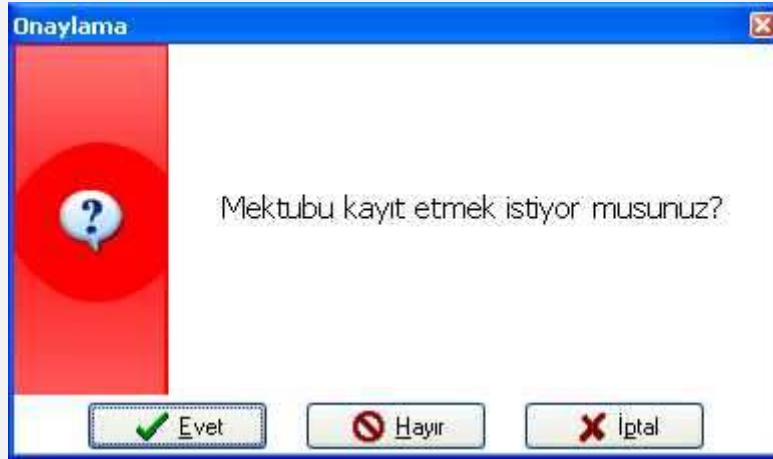 Onaylama
Mektubu kayıt etmek istiyor musunuz?
Evet
Hayır
İptal